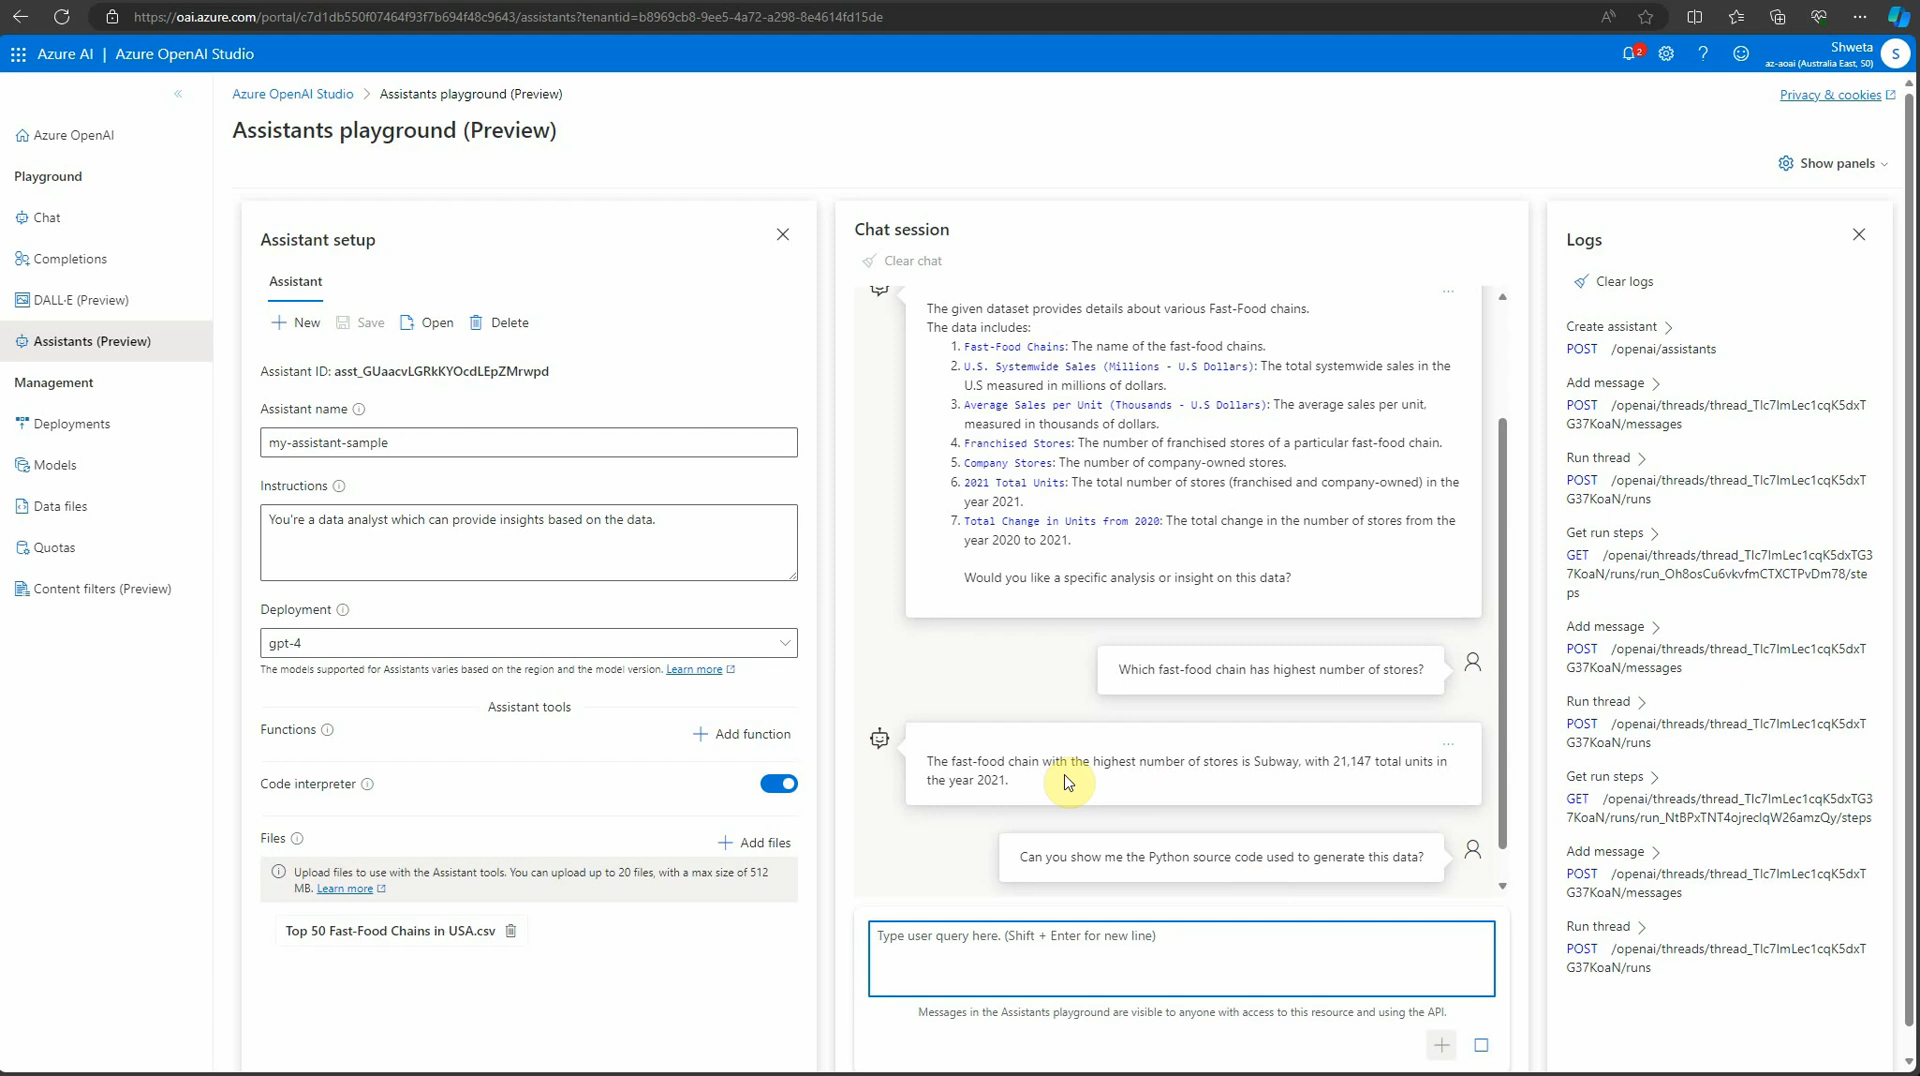 https://oai.azure.com/portal/c7d1db550f07464f93f7b694f48c9643/assistants?tenantid=b8969cb8-9ee5-4a72-a298-8e4614fd15de
Azure AI | Azure OpenAI Studio
2
Shweta
az-aoai (Australia East, S0)
S
Azure OpenAI Studio > Assistants playground (Preview)
Privacy & cookies
Assistants playground (Preview)
Show panels
Azure OpenAI
Playground
Chat
Completions
DALL·E (Preview)
Assistants (Preview)
Management
Deployments
Models
Data files
Quotas
Content filters (Preview)
Assistant setup
Assistant
New Save Open Delete
Assistant ID: asst_GUaacvLGRkKYOcdLEpZMrwpd
Assistant name
my-assistant-sample
Instructions
You're a data analyst which can provide insights based on the data.
Deployment
gpt-4
The models supported for Assistants varies based on the region and the model version. Learn more
Assistant tools
Functions
Add function
Code interpreter
Files
Add files
Upload files to use with the Assistant tools. You can upload up to 20 files, with a max size of 512
MB. Learn more
Top 50 Fast-Food Chains in USA.csv
Chat session
Clear chat
The given dataset provides details about various Fast-Food chains.
The data includes:
1. Fast-Food Chains: The name of the fast-food chains.
2. U.S. Systemwide Sales (Millions - U.S Dollars): The total systemwide sales in the
U.S measured in millions of dollars.
3. Average Sales per Unit (Thousands - U.S Dollars): The average sales per unit,
measured in thousands of dollars.
4. Franchised Stores: The number of franchised stores of a particular fast-food chain.
5. Company Stores: The number of company-owned stores.
6. 2021 Total Units: The total number of stores (franchised and company-owned) in the
year 2021.
7. Total Change in Units from 2020: The total change in the number of stores from the
year 2020 to 2021.
Would you like a specific analysis or insight on this data?
Which fast-food chain has highest number of stores?
The fast-food chain with the highest number of stores is Subway, with 21,147 total units in
the year 2021.
Can you show me the Python source code used to generate this data?
Type user query here. (Shift + Enter for new line)
Messages in the Assistants playground are visible to anyone with access to this resource and using the API.
Logs
Clear logs
Create assistant
POST /openai/assistants
Add message
POST /openai/threads/thread_TIc7ImLec1cqK5dxT
G37KoaN/messages
Run thread
POST /openai/threads/thread_TIc7ImLec1cqK5dxT
G37KoaN/runs
Get run steps
GET /openai/threads/thread_TIc7ImLec1cqK5dxTG3
7KoaN/runs/run_Oh8osCu6vkvfmCTXCTPvDm78/ste
ps
Add message
POST /openai/threads/thread_TIc7ImLec1cqK5dxT
G37KoaN/messages
Run thread
POST /openai/threads/thread_TIc7ImLec1cqK5dxT
G37KoaN/runs
Get run steps
GET /openai/threads/thread_TIc7ImLec1cqK5dxTG3
7KoaN/runs/run_NtBPxTNT4ojreclqW26amzQy/steps
Add message
POST /openai/threads/thread_TIc7ImLec1cqK5dxT
G37KoaN/messages
Run thread
POST /openai/threads/thread_TIc7ImLec1cqK5dxT
G37KoaN/runs